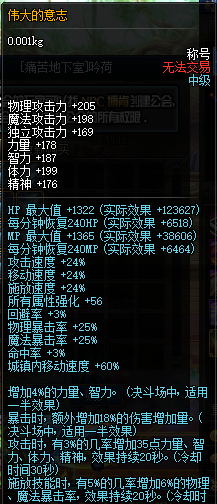 伟大的意志
0.001kg
称号
[痛苦地下室]吟荷
无法交易
中级
物理攻击力 +205
魔法攻击力 +198
独立攻击力 +169
力量 +178
智力 +187
体力 +199
精神 +176
HP 最大值 +1322 (实际效果 +123627)
每分钟恢复240HP (实际效果 +6518)
MP 最大值 +1365 (实际效果 +38606)
每分钟恢复240MP (实际效果 +6464)
攻击速度 +24%
移动速度 +24%
施放速度 +24%
所有属性强化 +56
回避率 +3%
物理暴击率 +25%
魔法暴击率 +25%
命中率 +3%
城镇内移动速度 +60%
增加4%的力量、智力。（决斗场中，适用
一半效果）
暴击时，额外增加18%的伤害增加量。（
决斗场中，适用一半效果）
攻击时，有3%的几率增加35点力量、智
力、体力、精神，效果持续20秒。（冷却
时间30秒）
施放技能时，有5%的几率增加6%的物理
、魔法暴击率，效果持续20秒。（冷却时